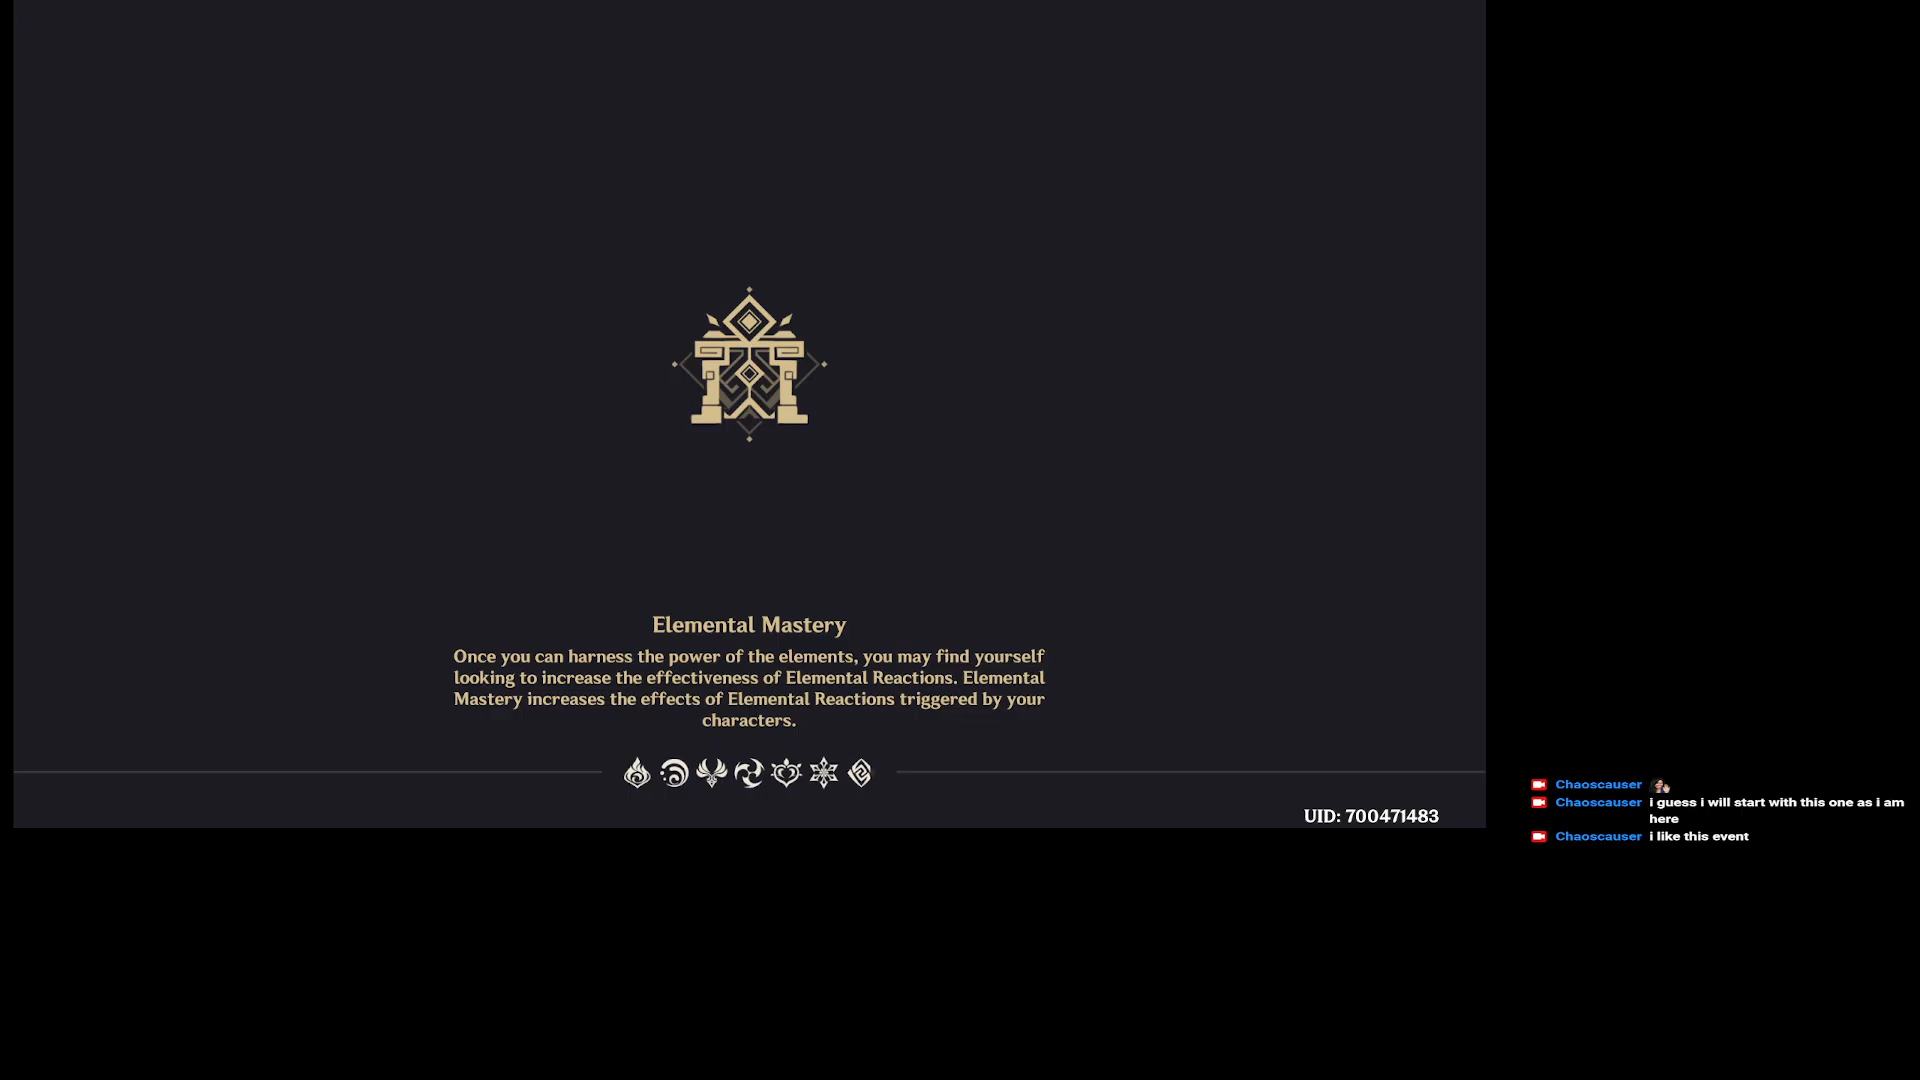 Elemental Mastery
Once you can harness the power of the elements, you may find yourself
looking to increase the effectiveness of Elemental Reactions. Elemental
Mastery increases the effects of Elemental Reactions triggered by your
characters.
UID: 700471483
Chaoscauser
Chaoscauser i guess i will start with this one as i am
here
Chaoscauser i like this event